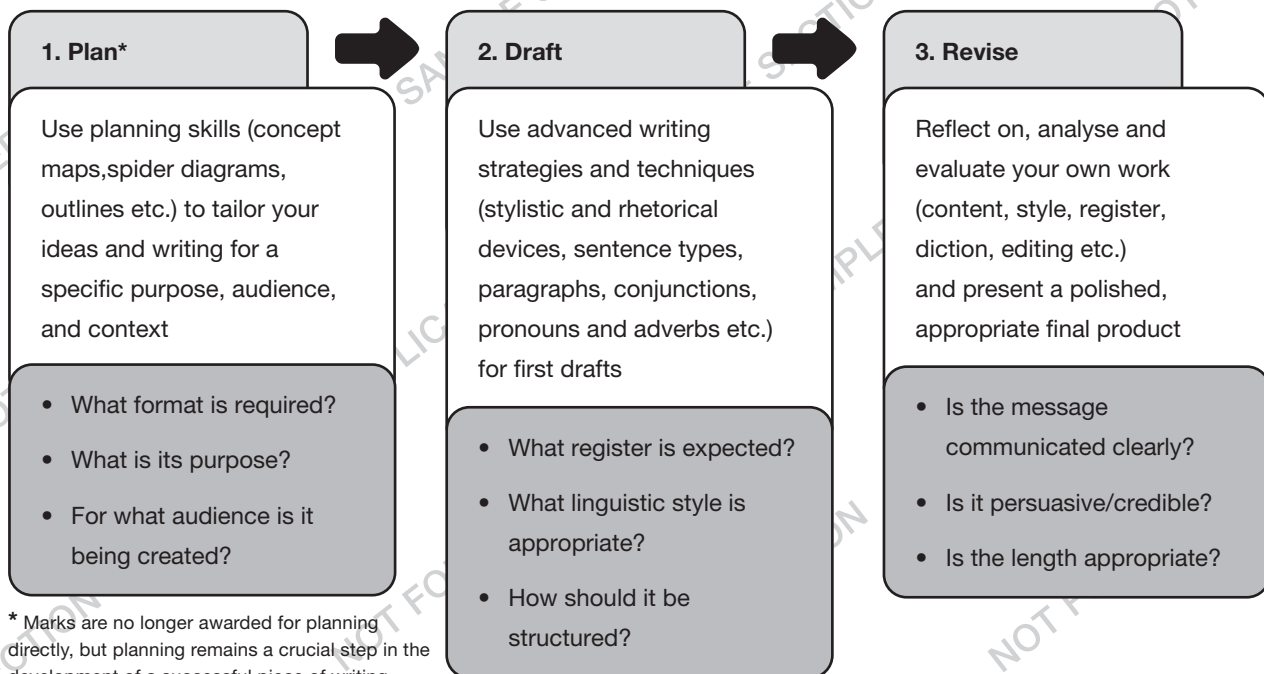 1. Plan*
Use planning skills (concept
maps,spider diagrams,
outlines etc.) to tailor your
ideas and writing for a
specific purpose, audience,
and context
• What format is required?
• What is its purpose?
• For what audience is it
being created?
* Marks are no longer awarded for planning
directly, but planning remains a crucial step in the
development of a successful piece of writing
2. Draft
Use advanced writing
strategies and techniques
(stylistic and rhetorical
devices, sentence types,
paragraphs, conjunctions,
pronouns and adverbs etc.)
for first drafts
• What register is expected?
• What linguistic style is
appropriate?
• How should it be
structured?
3. Revise
Reflect on, analyse and
evaluate your own work
(content, style, register,
diction, editing etc.)
and present a polished,
appropriate final product
• Is the message
communicated clearly?
• Is it persuasive/credible?
• Is the length appropriate?